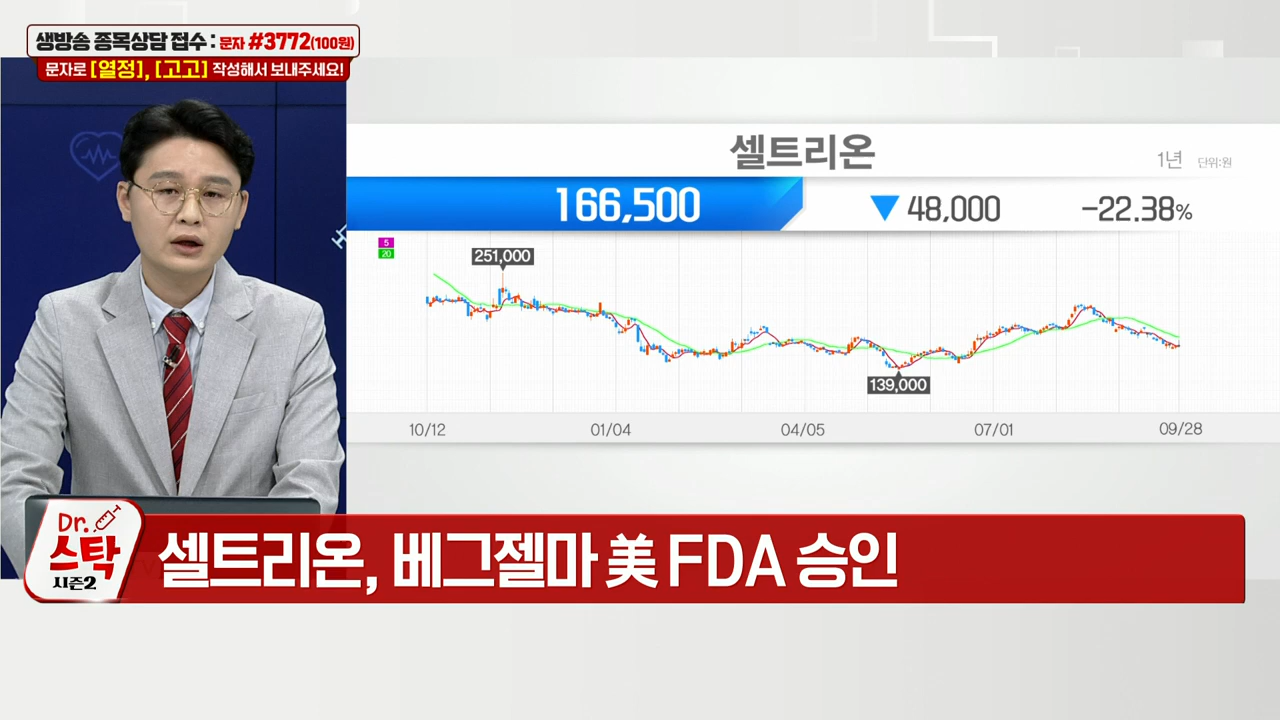 생방송 종목상담 접수 : 문자 #3772(100원)
문자로 [열정], [고고] 작성해서 보내주세요!
셀트리온
1년 단위:원
166,500 ▼ 48,000 -22.38%
5
20
251,000
139,000
10/12 01/04 04/05 07/01 09/28
Dr.
스탁
시즌2
셀트리온, 베그젤마 美 FDA 승인